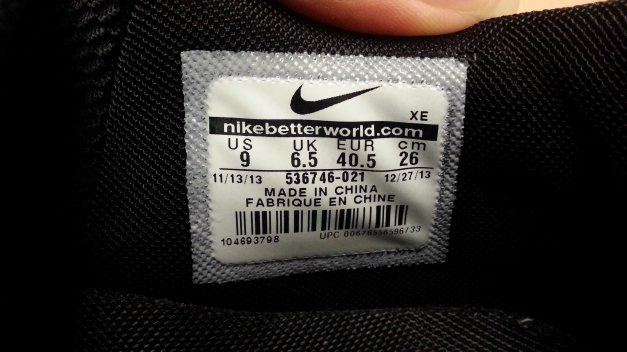 XE
nikebetterworld.com
US UK EUR cm
9 6.5 40.5 26
11/13/13 536746-021 12/27/13
MADE IN CHINA
FABRIQUE EN CHINE
104693798 UPC